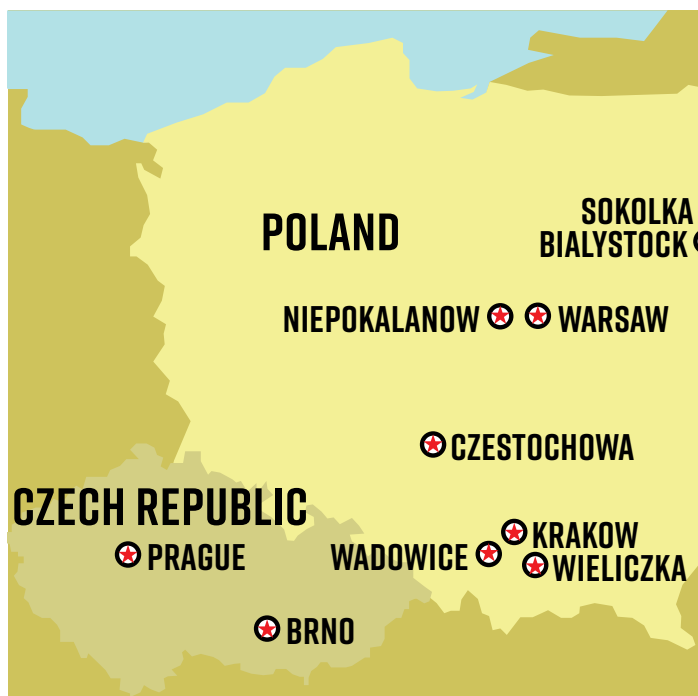 POLAND
SOKOLKA
BIALYSTOCK
NIEPOKALANOW
WARSAW
CZESTOCHOWA
CZECH REPUBLIC
KRAKOW
PRAGUE
WADOWICE
WIELICZKA
BRNO